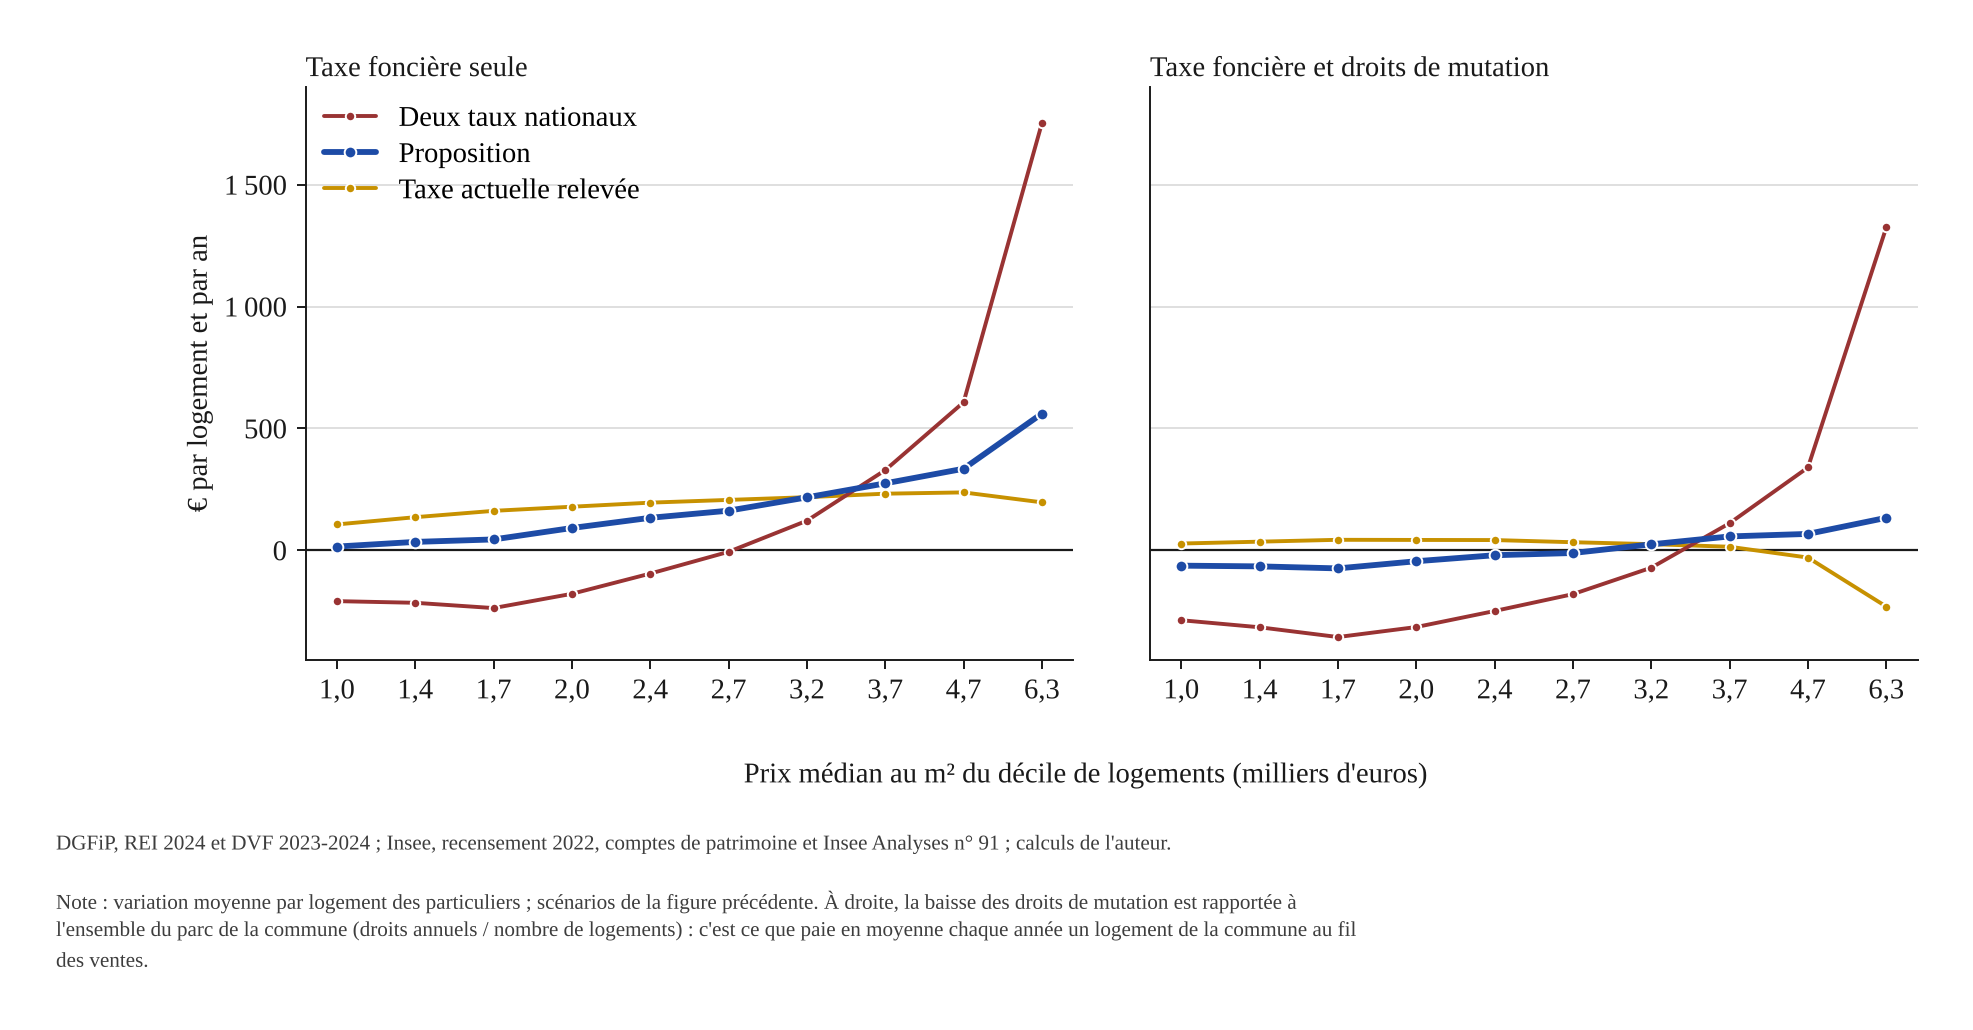 Taxe foncière seule
Taxe foncière et droits de mutation
Deux taux nationaux
Proposition
Taxe actuelle relevée
1 500
1 000
500
0
€ par logement et par an
1,0 1,4 1,7 2,0 2,4 2,7 3,2 3,7 4,7 6,3
1,0 1,4 1,7 2,0 2,4 2,7 3,2 3,7 4,7 6,3
Prix médian au m² du décile de logements (milliers d'euros)
DGFiP, REI 2024 et DVF 2023-2024 ; Insee, recensement 2022, comptes de patrimoine et Insee Analyses n° 91 ; calculs de l'auteur.
Note : variation moyenne par logement des particuliers ; scénarios de la figure précédente. À droite, la baisse des droits de mutation est rapportée à
l'ensemble du parc de la commune (droits annuels / nombre de logements) : c'est ce que paie en moyenne chaque année un logement de la commune au fil
des ventes.